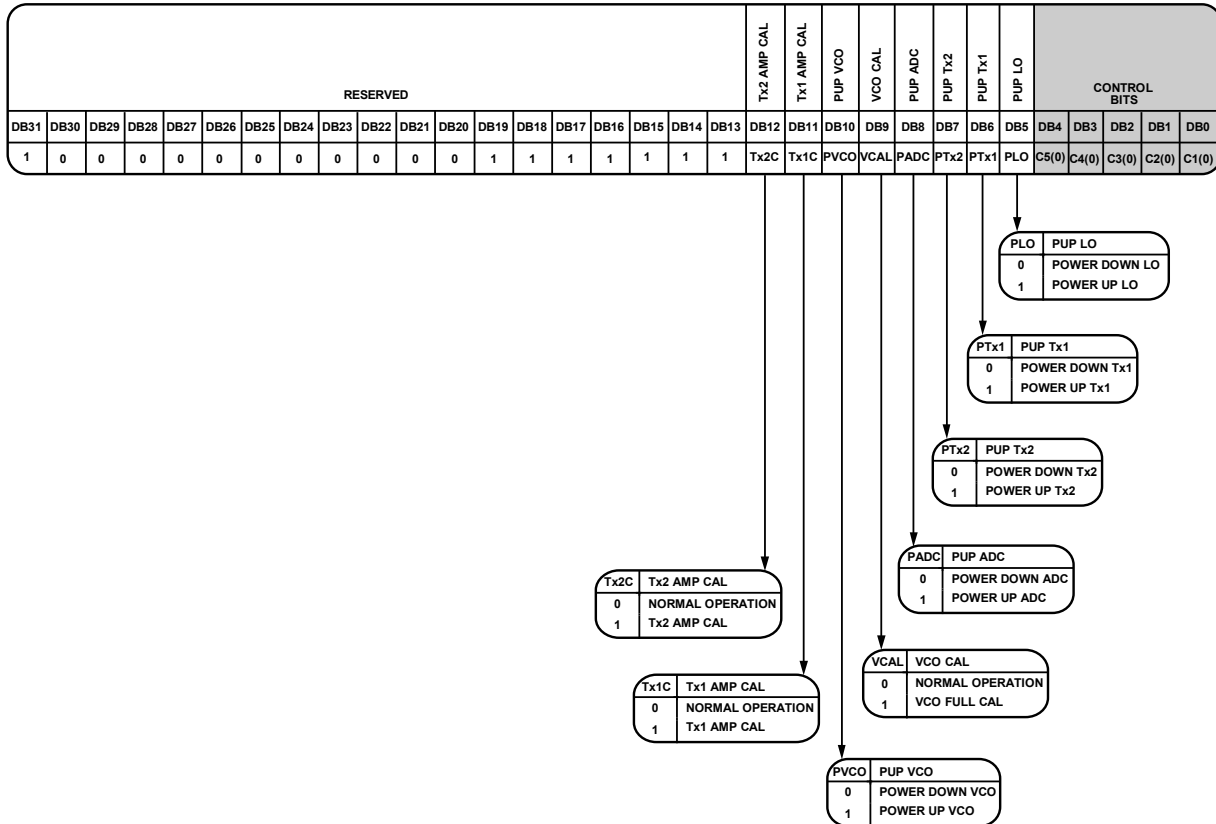 RESERVED
Tx2 AMP CAL
Tx1 AMP CAL
PUP VCO
VCO CAL
PUP ADC
PUP Tx2
PUP Tx1
PUP LO
CONTROL
BITS
DB31 DB30 DB29 DB28 DB27 DB26 DB25 DB24 DB23 DB22 DB21 DB20 DB19 DB18 DB17 DB16 DB15 DB14 DB13 DB12 DB11 DB10 DB9 DB8 DB7 DB6 DB5 DB4 DB3 DB2 DB1 DB0
1 0 0 0 0 0 0 0 0 0 0 0 1 1 1 1 1 1 1 Tx2C Tx1C PVCO VCAL PADC PTx2 PTx1 PLO C5(0) C4(0) C3(0) C2(0) C1(0)
PLO PUP LO
0 POWER DOWN LO
1 POWER UP LO
PTx1 PUP Tx1
0 POWER DOWN Tx1
1 POWER UP Tx1
PTx2 PUP Tx2
0 POWER DOWN Tx2
1 POWER UP Tx2
PADC PUP ADC
0 POWER DOWN ADC
1 POWER UP ADC
Tx2C Tx2 AMP CAL
0 NORMAL OPERATION
1 Tx2 AMP CAL
VCAL VCO CAL
0 NORMAL OPERATION
1 VCO FULL CAL
Tx1C Tx1 AMP CAL
0 NORMAL OPERATION
1 Tx1 AMP CAL
PVCO PUP VCO
0 POWER DOWN VCO
1 POWER UP VCO